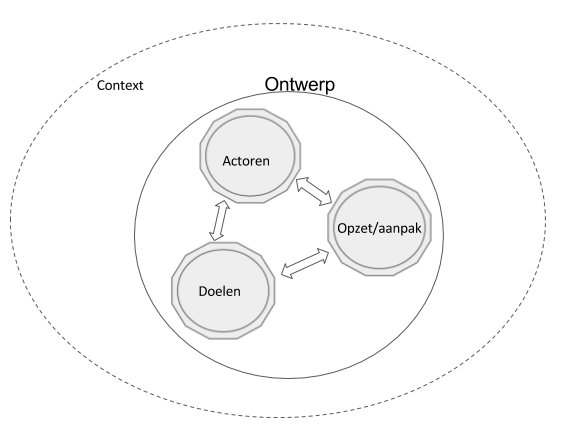 Ontwerp
Context
Actoren
Opzet/aanpak
Doelen